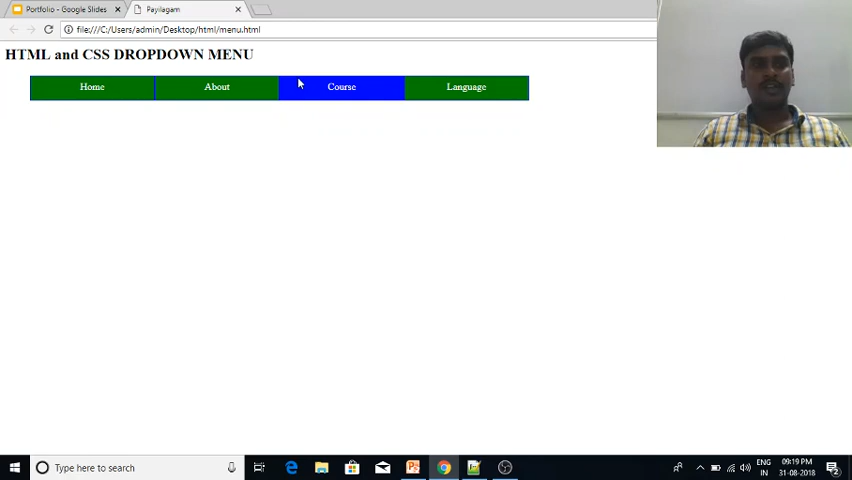 Portfolio - Google Slides
Payilagam
file:///C:/Users/admin/Desktop/html/menu.html
HTML and CSS DROPDOWN MENU
Home
About
Course
Language
Type here to search
ENG
IN
09:19 PM
31-08-2018
2